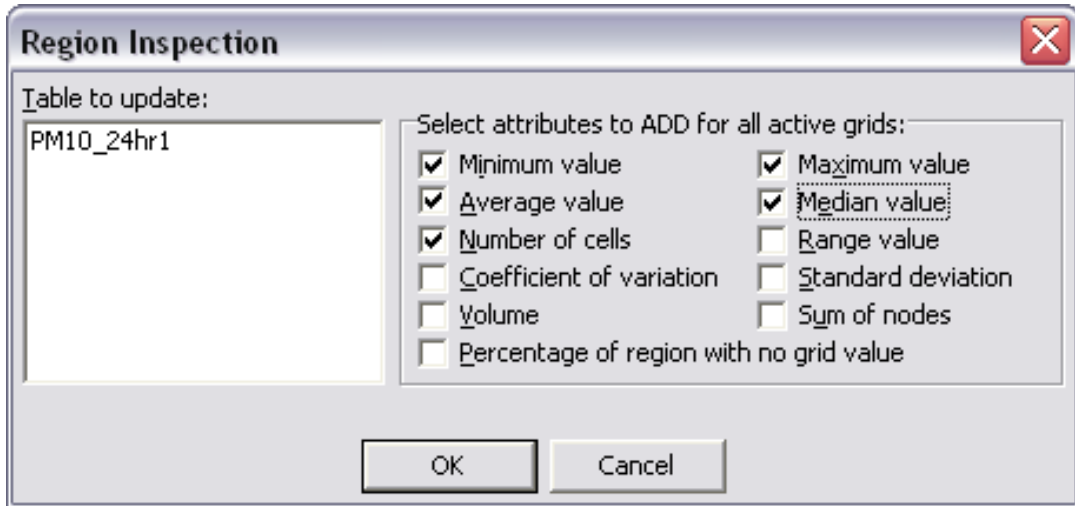 Region Inspection
Table to update:
PM10_24hr1
Select attributes to ADD for all active grids:
Minimum value
Maximum value
Average value
Median value
Number of cells
Range value
Coefficient of variation
Standard deviation
Volume
Sum of nodes
Percentage of region with no grid value
OK
Cancel